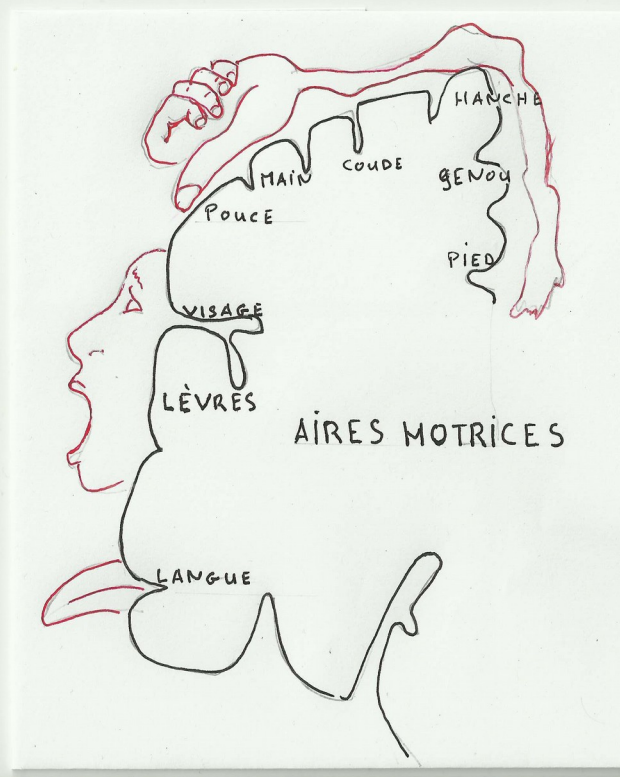 HANCHE
COUDE
MAIN
GENOU
POUCE
PIED
VISAGE
LÈVRES
AIRES MOTRICES
LANGUE